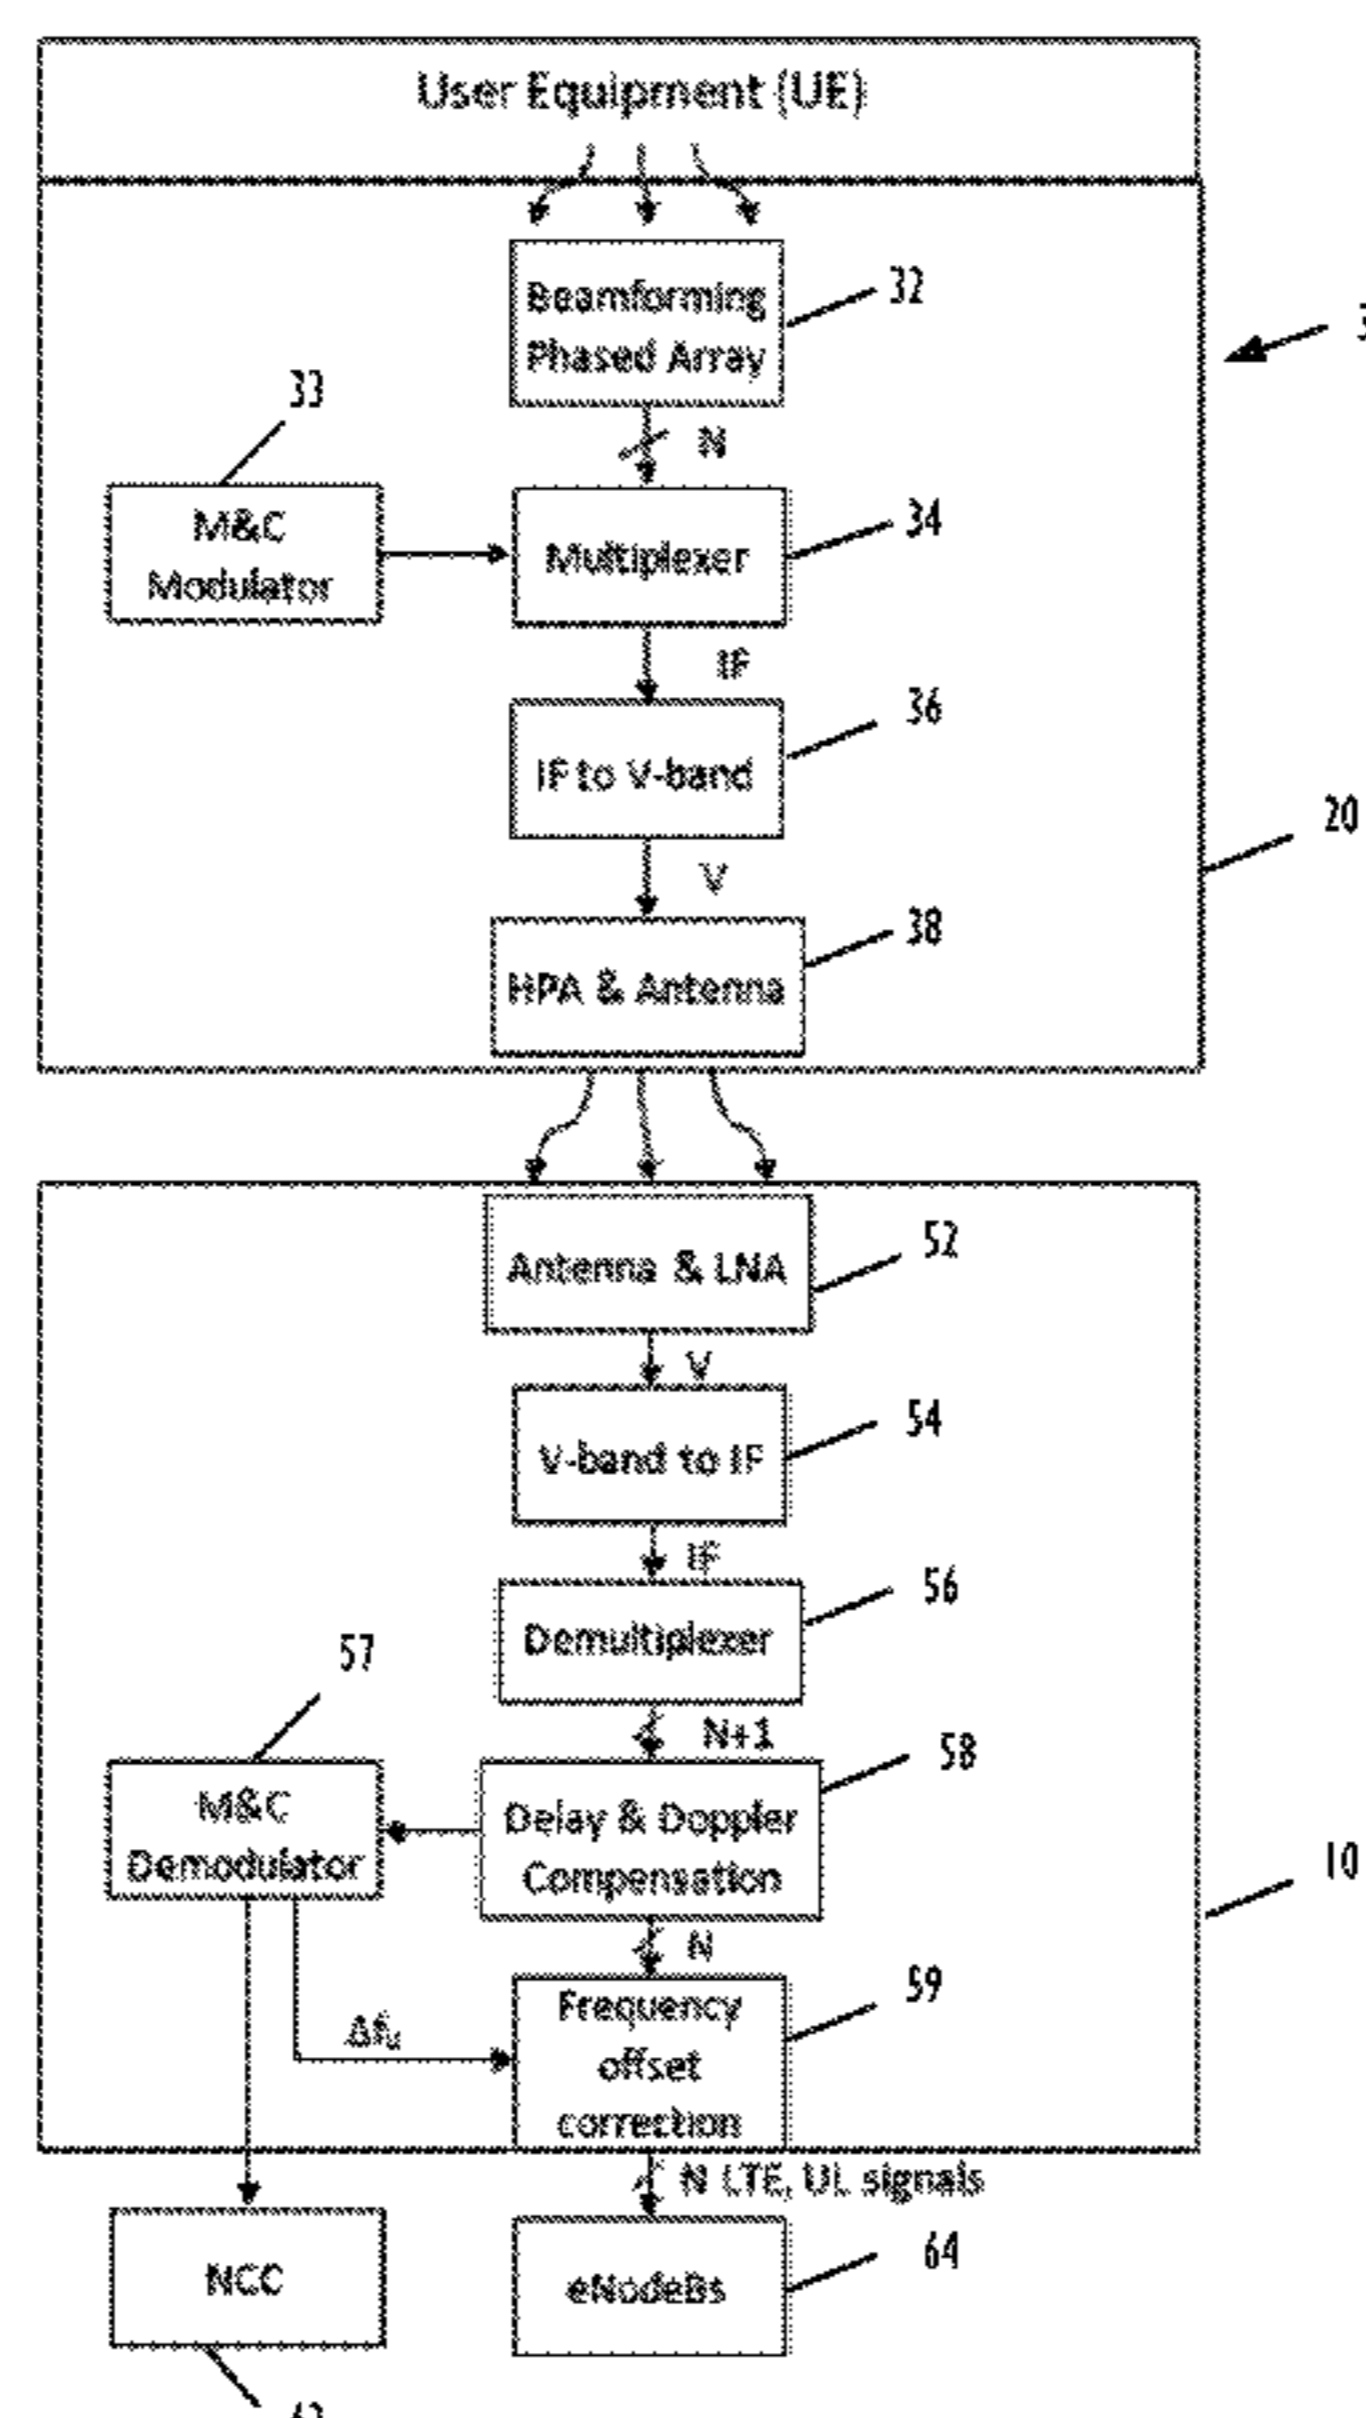 User Equipment (UE)
Beamforming
Phased Array
32
33
N
M&C
Modulator
Multiplexer
34
IF
IF to V-band
36
20
V
HPA & Antenna
38
Antenna & LNA
52
V
V-band to IF
54
IF
Demultiplexer
56
57
N+1
M&C
Demodulator
Delay & Doppler
Compensation
58
10
N
Δfu
Frequency
offset
correction
59
N LTE, UL signals
NCC
eNodeBs
64